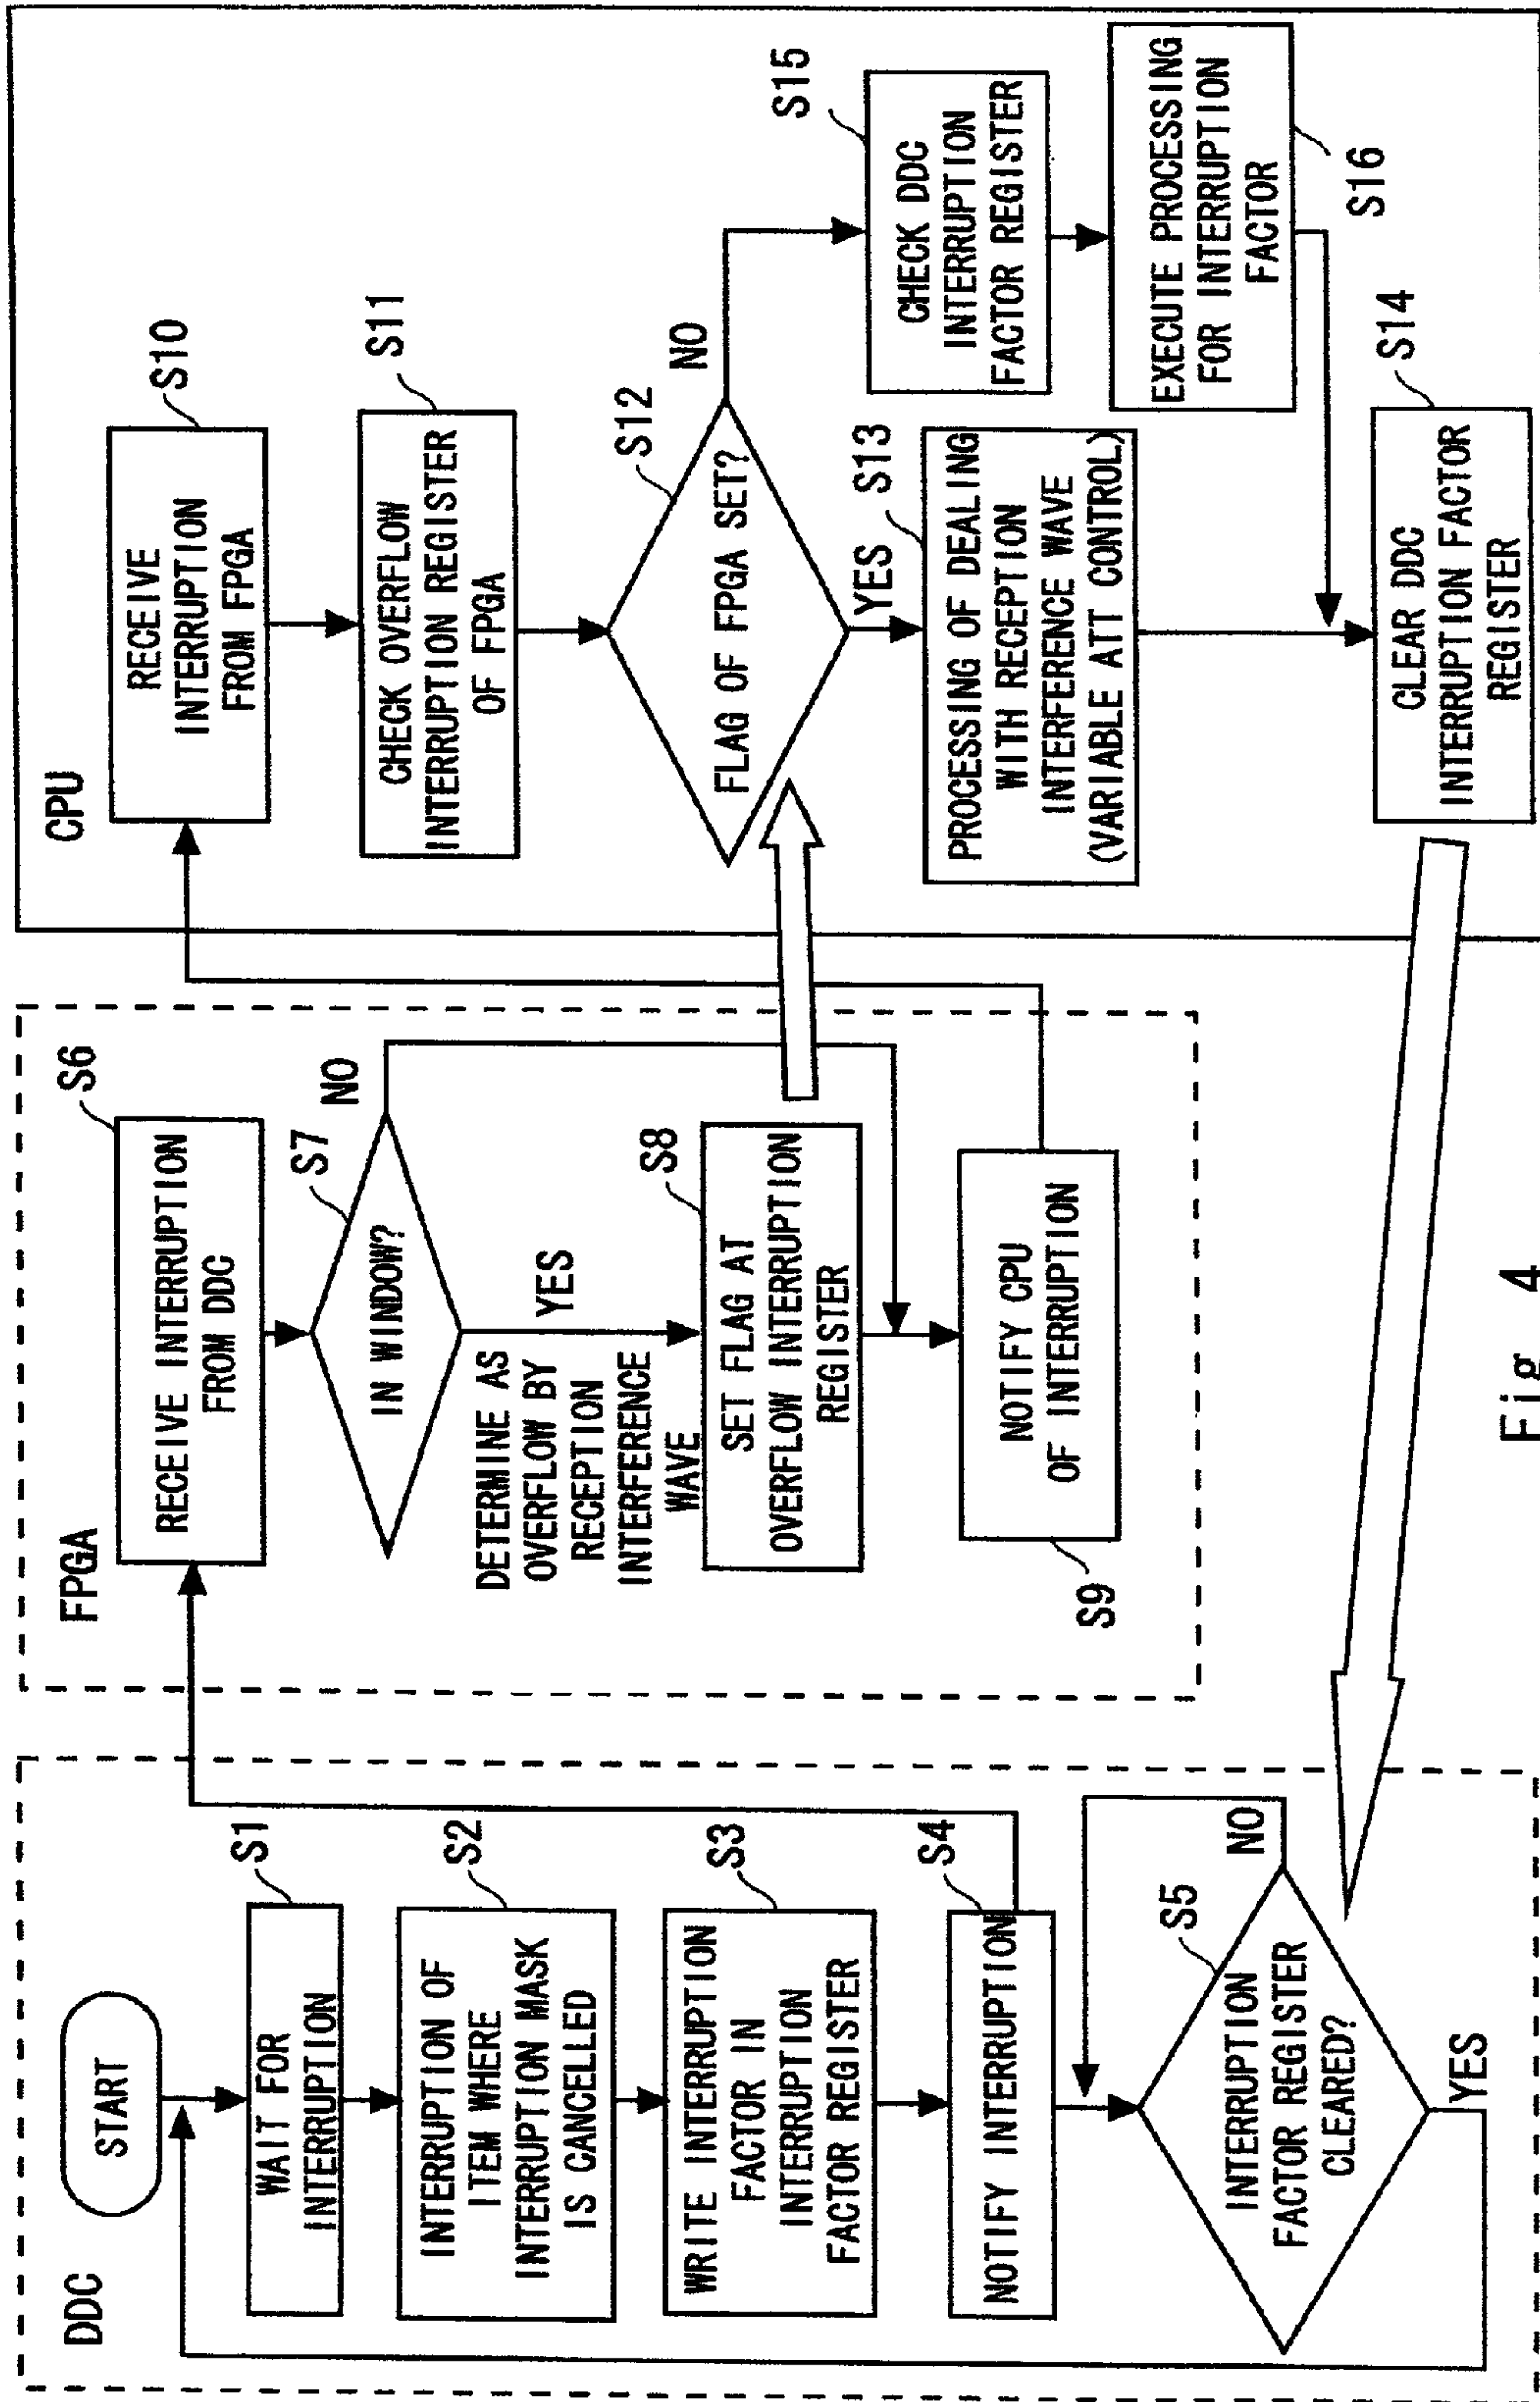 DDC
START
WAIT FOR
INTERRUPTION
S1
INTERRUPTION OF
ITEM WHERE
INTERRUPTION MASK
IS CANCELLED
S2
WRITE INTERRUPTION
FACTOR IN
INTERRUPTION
FACTOR REGISTER
S3
NOTIFY INTERRUPTION
S4
INTERRUPTION
FACTOR REGISTER
CLEARED?
S5
NO
YES
FPGA
RECEIVE INTERRUPTION
FROM DDC
S6
IN WINDOW?
S7
NO
YES
DETERMINE AS
OVERFLOW BY
RECEPTION
INTERFERENCE
WAVE
SET FLAG AT
OVERFLOW INTERRUPTION
REGISTER
S8
NOTIFY CPU
OF INTERRUPTION
S9
CPU
RECEIVE
INTERRUPTION
FROM FPGA
S10
CHECK OVERFLOW
INTERRUPTION REGISTER
OF FPGA
S11
FLAG OF FPGA SET?
S12
NO
YES
PROCESSING OF DEALING
WITH RECEPTION
INTERFERENCE WAVE
(VARIABLE ATT CONTROL)
S13
CHECK DDC
INTERRUPTION
FACTOR REGISTER
S15
EXECUTE PROCESSING
FOR INTERRUPTION
FACTOR
S16
CLEAR DDC
INTERRUPTION FACTOR
REGISTER
S14
Fig. 4